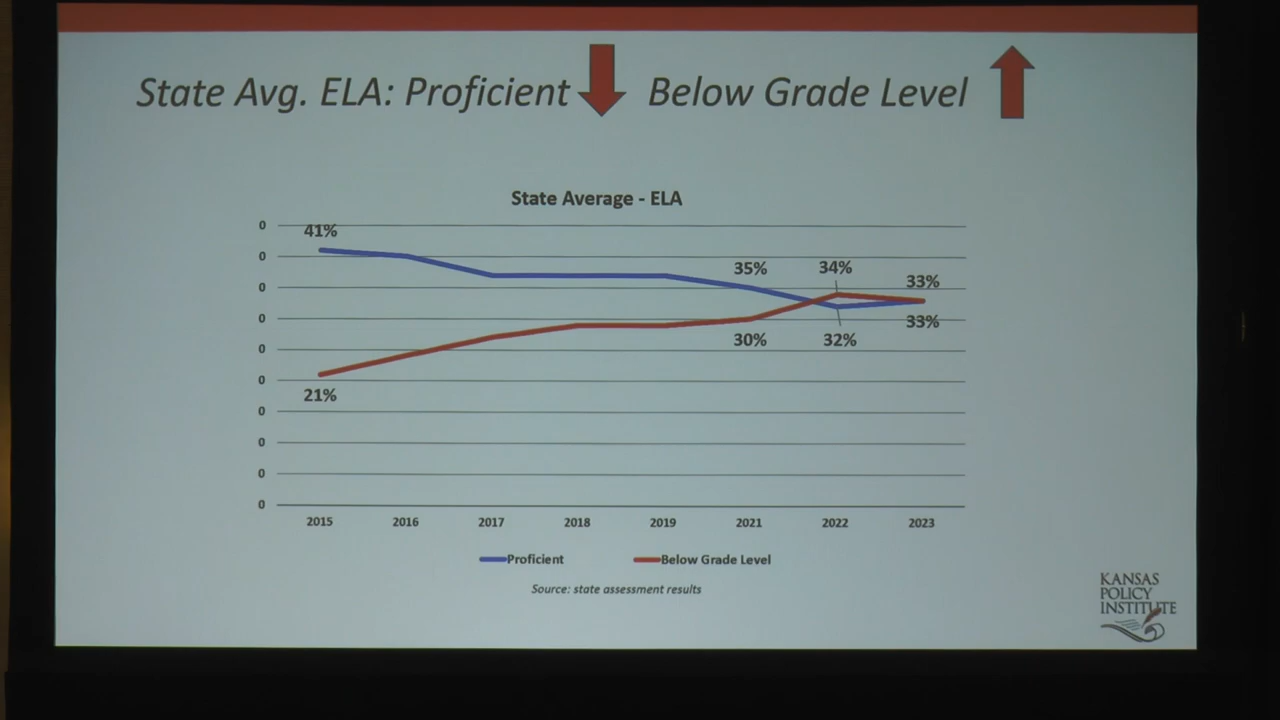 State Avg. ELA: Proficient Below Grade Level
State Average - ELA
0
41%
0
35%
34%
33%
0
0
33%
30%
32%
0
0
21%
0
0
0
0
2015 2016 2017 2018 2019 2021 2022 2023
Proficient Below Grade Level
Source: state assessment results
KANSAS
POLICY
INSTITUTE